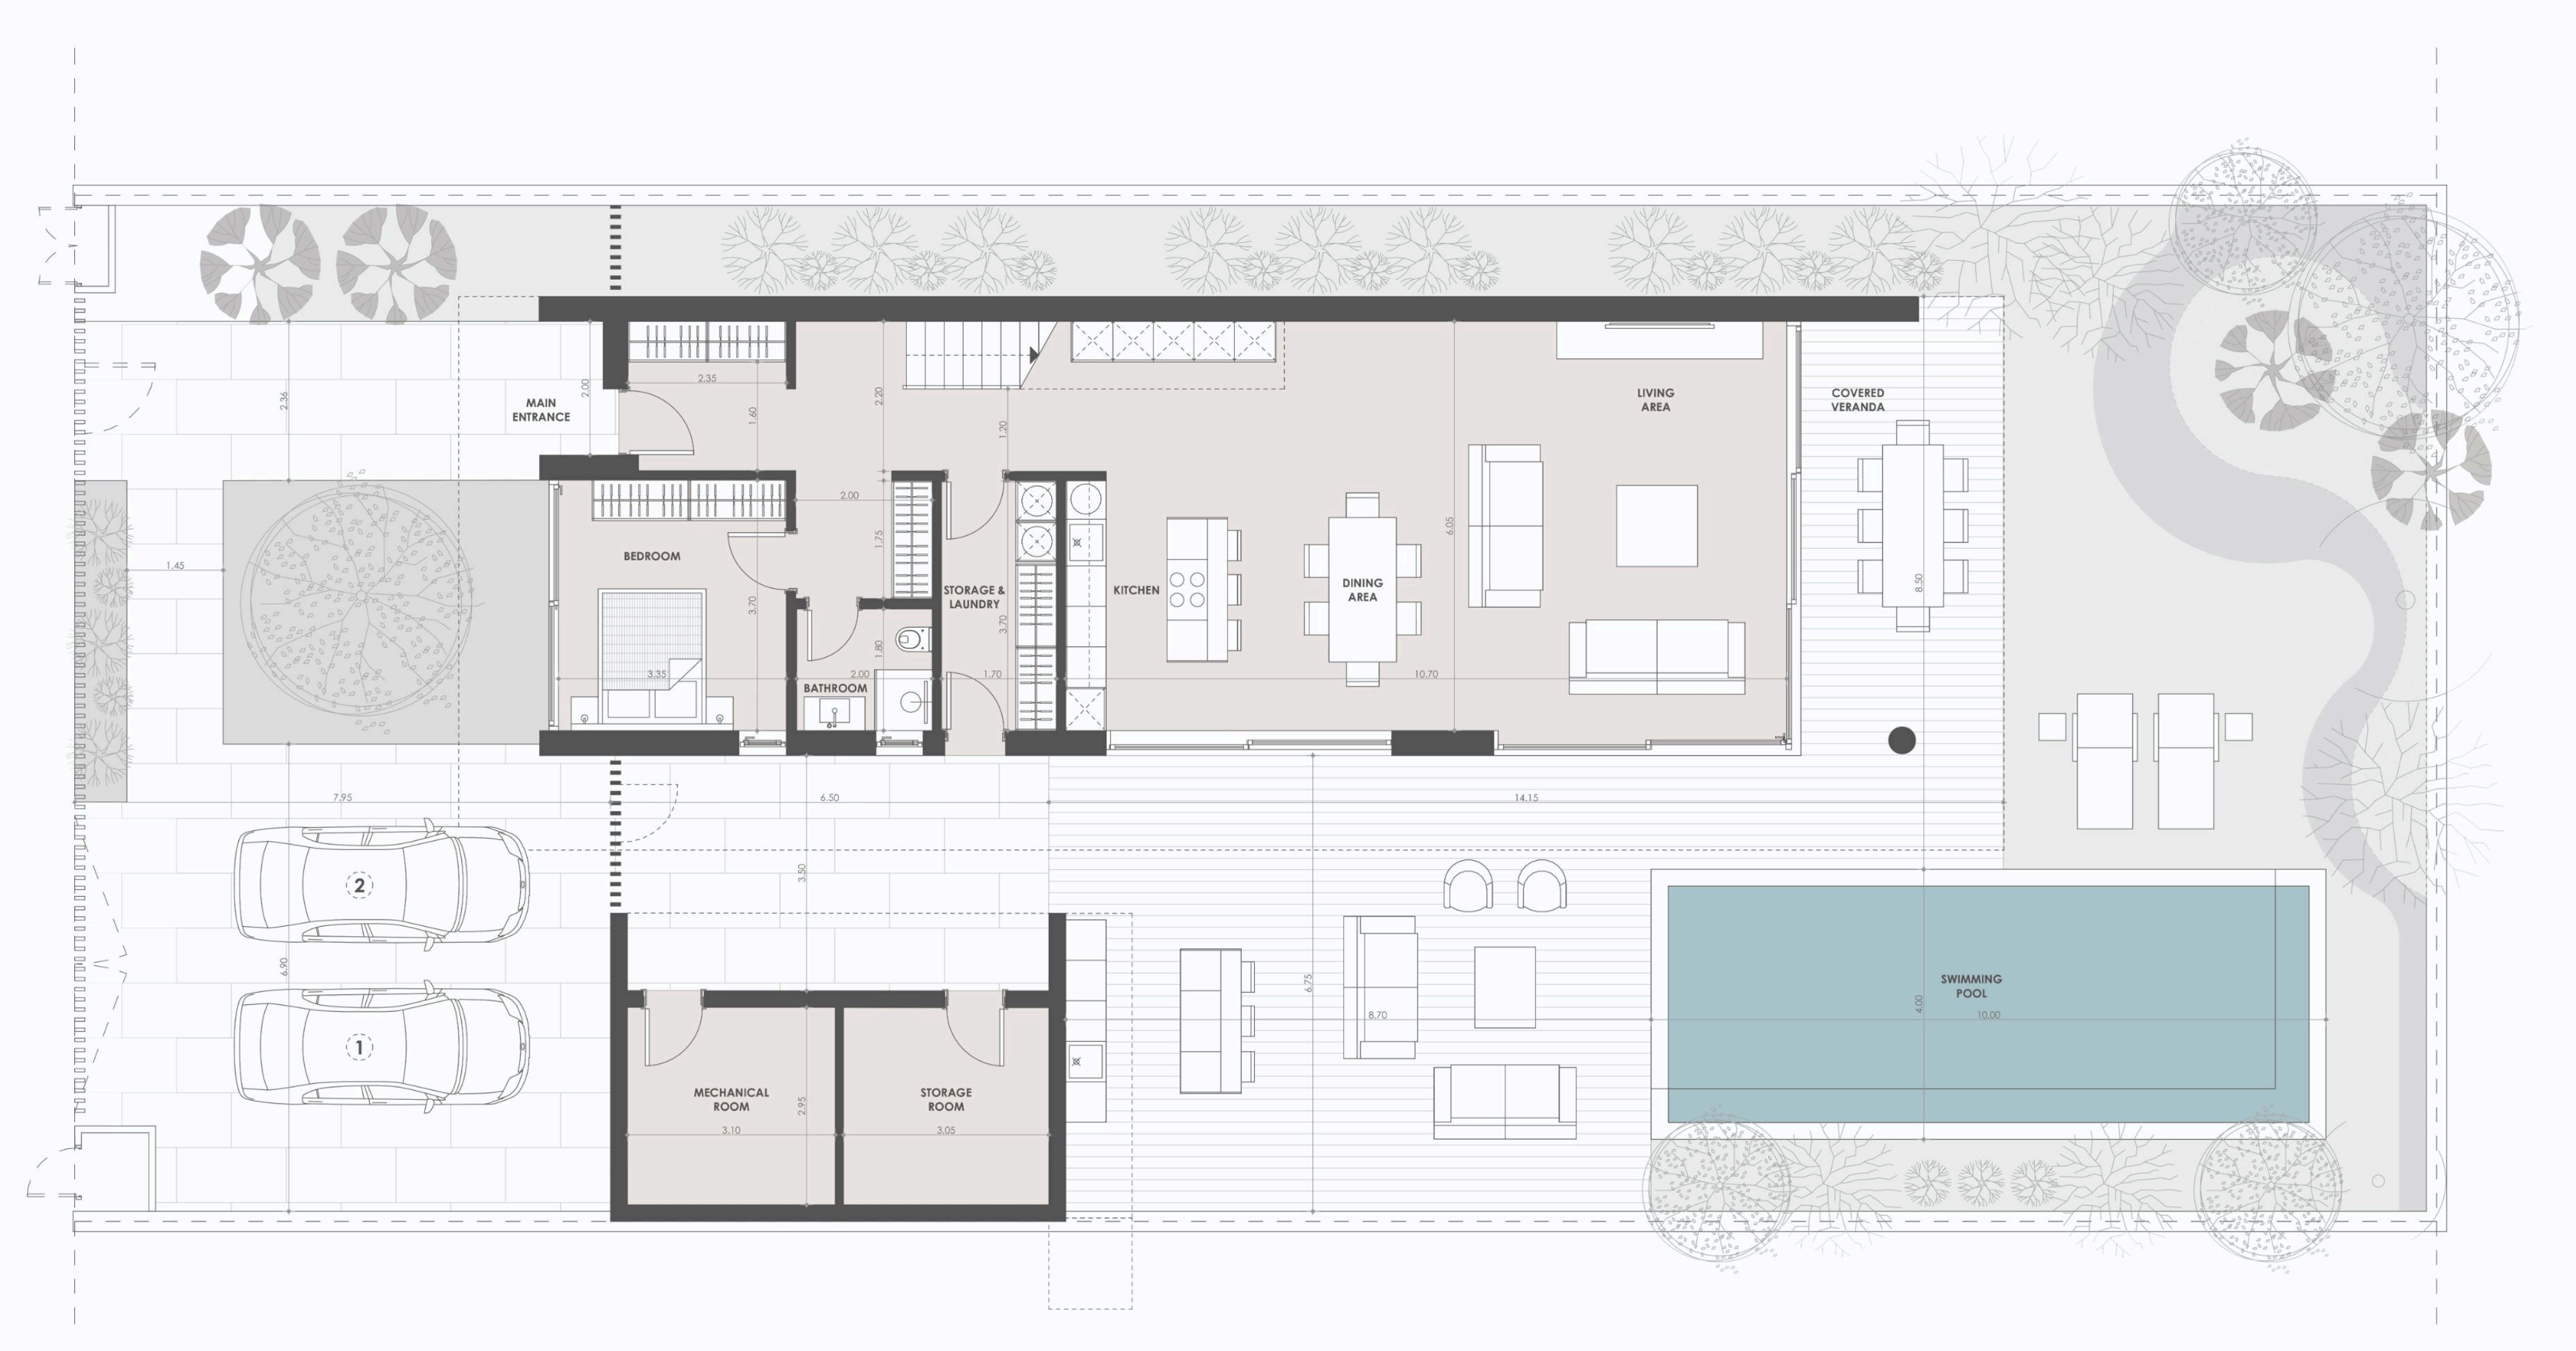 2.35
MAIN
ENTRANCE
2.00
2.36
1.60
2.20
1.20
LIVING
AREA
COVERED
VERANDA
2.00
1.75
6.05
BEDROOM
1.45
3.70
STORAGE &
LAUNDRY
3.70
KITCHEN
DINING
AREA
8.50
1.80
3.35
2.00
BATHROOM
1.70
10.70
7.95
6.50
14.15
2
3.50
6.90
6.75
SWIMMING
POOL
4.00
10.00
8.70
1
MECHANICAL
ROOM
2.95
STORAGE
ROOM
3.10
3.05